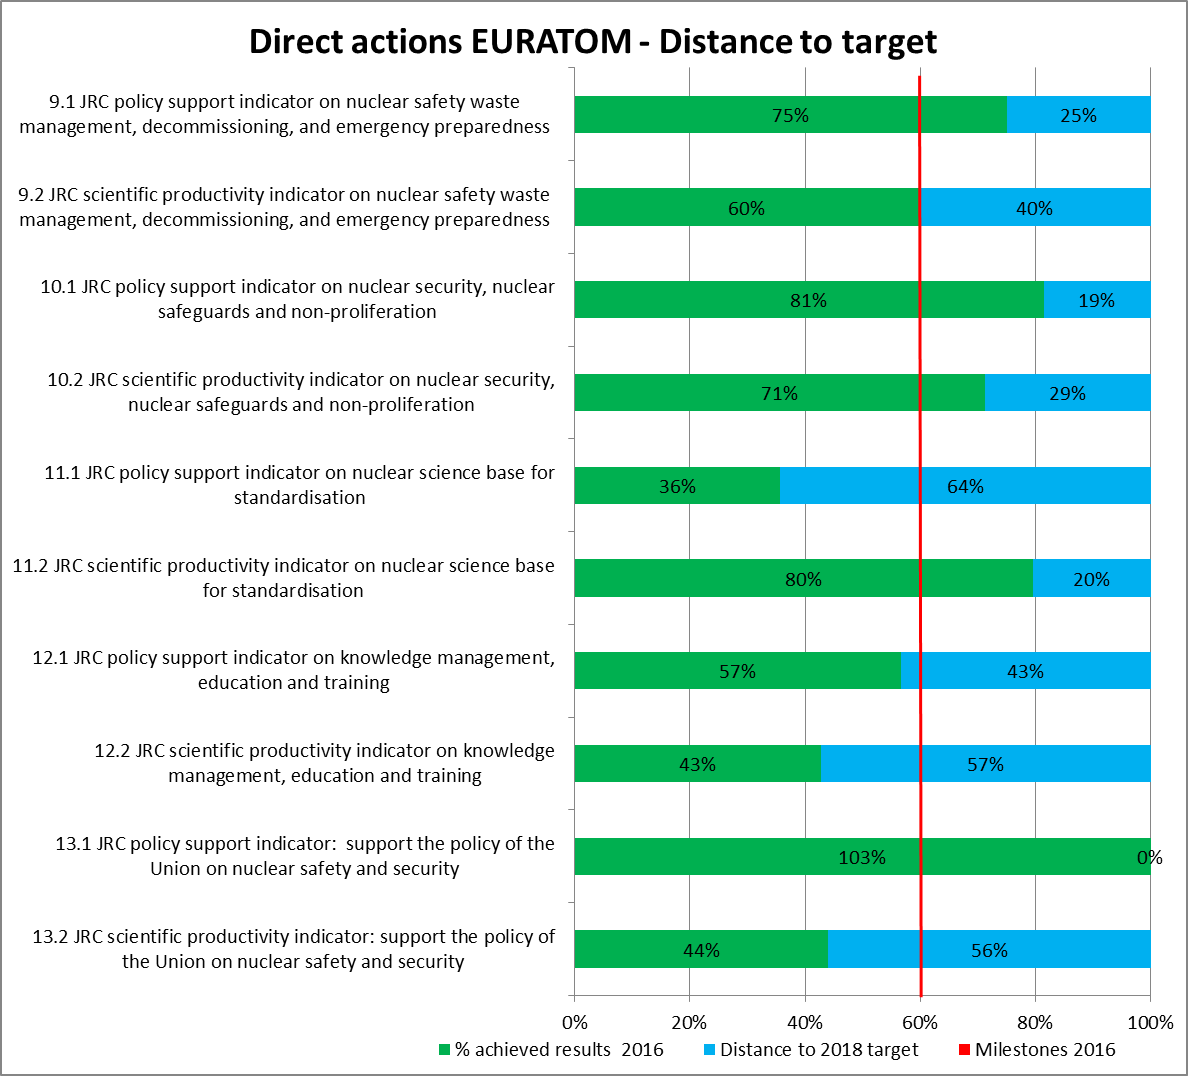 Direct actions EURATOM - Distance to target
9.1 JRC policy support indicator on nuclear safety waste
management, decommissioning, and emergency preparedness
75%
25%
9.2 JRC scientific productivity indicator on nuclear safety waste
management, decommissioning, and emergency preparedness
60%
40%
10.1 JRC policy support indicator on nuclear security, nuclear
safeguards and non-proliferation
81%
19%
10.2 JRC scientific productivity indicator on nuclear security,
nuclear safeguards and non-proliferation
71%
29%
11.1 JRC policy support indicator on nuclear science base for
standardisation
36%
64%
11.2 JRC scientific productivity indicator on nuclear science base
for standardisation
80%
20%
12.1 JRC policy support indicator on knowledge management,
education and training
57%
43%
12.2 JRC scientific productivity indicator on knowledge
management, education and training
43%
57%
13.1 JRC policy support indicator:  support the policy of the
Union on nuclear safety and security
103%
0%
13.2 JRC scientific productivity indicator: support the policy of
the Union on nuclear safety and security
44%
56%
0% 20% 40% 60% 80% 100%
% achieved results  2016 Distance to 2018 target Milestones 2016